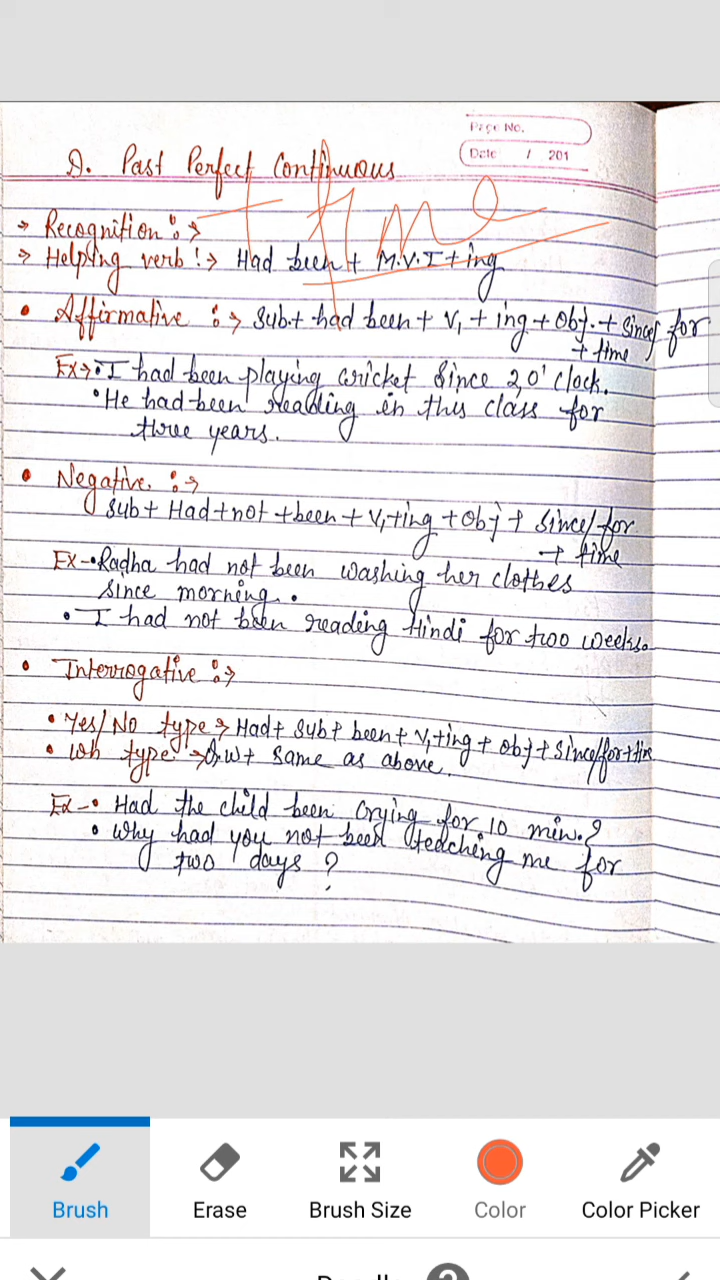 Page No.
Date / 201
D. Past Perfect Continuous
→ Recognition :→
time
→ Helping verb :→ Had been + M.V.I + ing
• Affirmative :→ Sub + had been + V1 + ing + Obj. + Since/for
+ time
Ex→ • I had been playing cricket Since 2 O'clock.
• He had been reading in this class for
three years.
• Negative :→
Sub + Had + not + been + V1+ing + Obj + Since/for
→ time
Ex-• Radha had not been washing her clothes
since morning.
• I had not been reading Hindi for two weeks.
• Interrogative :→
• Yes/No type → Had + Sub + been + V1+ing + obj + Since/for+time
• Wh type → Q.w + Same as above.
Ex-• Had the child been crying for 10 min.?
• Why had you not been teaching me for
two days ?
Brush
Erase
Brush Size
Color
Color Picker
Doodle